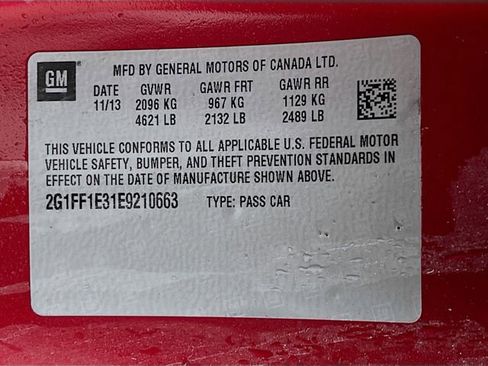 GM
MFD BY GENERAL MOTORS OF CANADA LTD.
DATE GVWR GAWR FRT GAWR RR
11/13 2096 KG 967 KG 1129 KG
4621 LB 2132 LB 2489 LB
THIS VEHICLE CONFORMS TO ALL APPLICABLE U.S. FEDERAL MOTOR
VEHICLE SAFETY, BUMPER, AND THEFT PREVENTION STANDARDS IN
EFFECT ON THE DATE OF MANUFACTURE SHOWN ABOVE.
2G1FF1E31E9210663 TYPE: PASS CAR